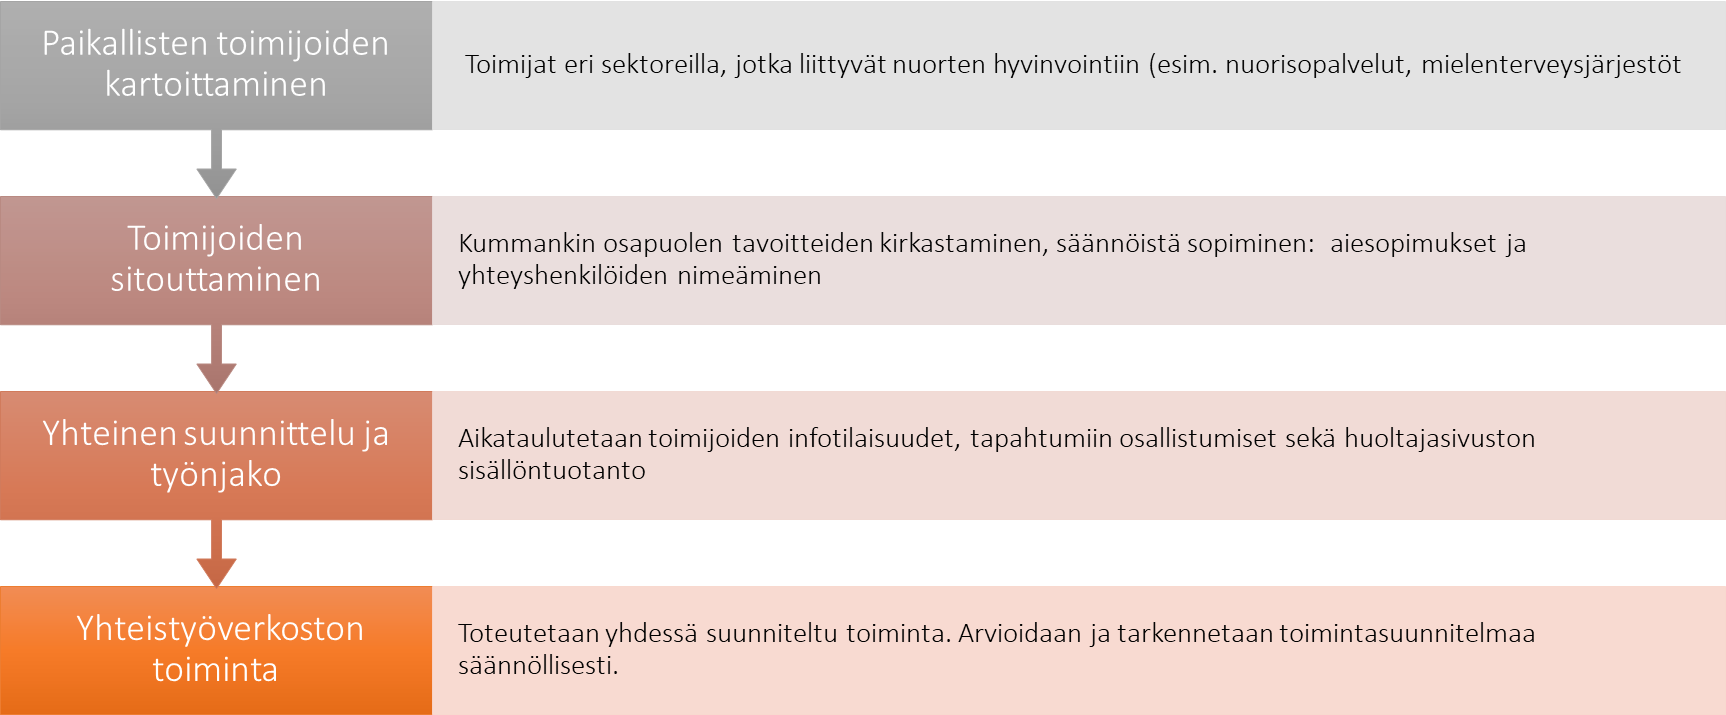 Paikallisten toimijoiden
kartoittaminen
Toimijat eri sektoreilla, jotka liittyvät nuorten hyvinvointiin (esim. nuorisopalvelut, mielenterveysjärjestöt
Toimijoiden
sitouttaminen
Kummankin osapuolen tavoitteiden kirkastaminen, säännöistä sopiminen:  aiesopimukset ja
yhteyshenkilöiden nimeäminen
Yhteinen suunnittelu ja
työnjako
Aikataulutetaan toimijoiden infotilaisuudet, tapahtumiin osallistumiset sekä huoltajasivuston
sisällöntuotanto
Yhteistyöverkoston
toiminta
Toteutetaan yhdessä suunniteltu toiminta. Arvioidaan ja tarkennetaan toimintasuunnitelmaa
säännöllisesti.